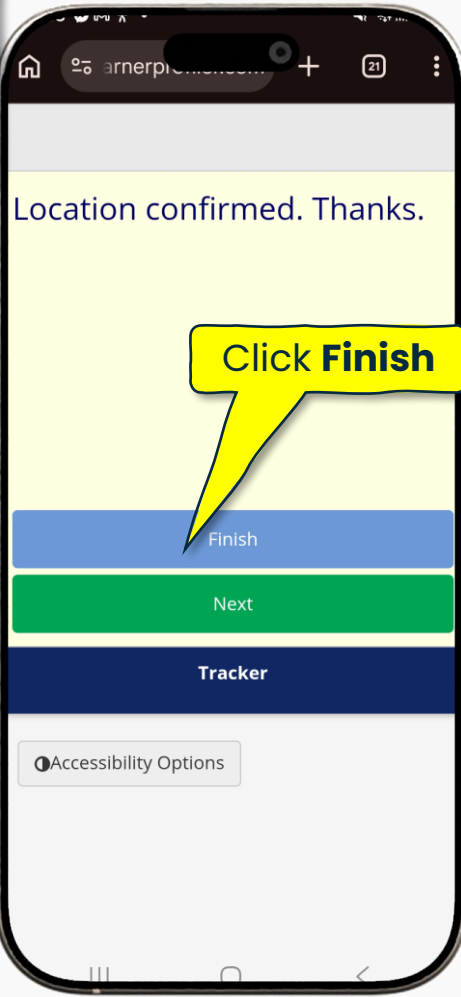 21
Location confirmed. Thanks.
Click Finish
Finish
Next
Tracker
Accessibility Options